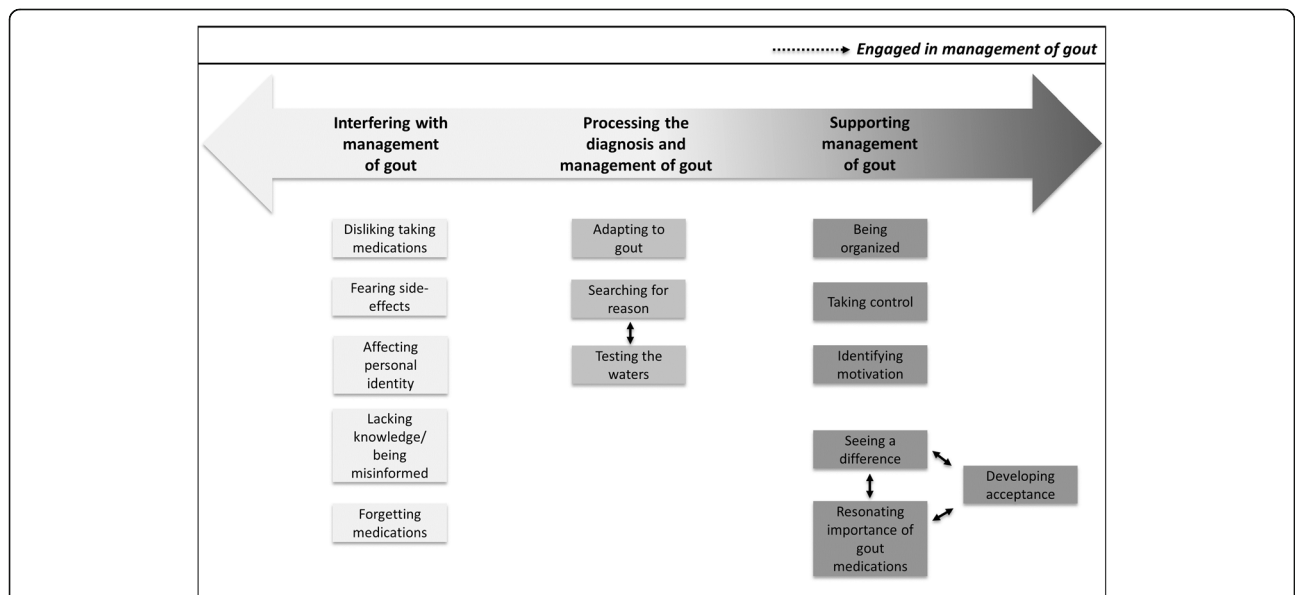 Engaged in management of gout
Interfering with
management
of gout
Processing the
diagnosis and
management of gout
Supporting
management
of gout
Disliking taking
medications
Fearing side-
effects
Affecting
personal
identity
Lacking
knowledge/
being
misinformed
Forgetting
medications
Adapting to
gout
Searching for
reason
Testing the
waters
Being
organized
Taking control
Identifying
motivation
Seeing a
difference
Resonating
importance of
gout
medications
Developing
acceptance